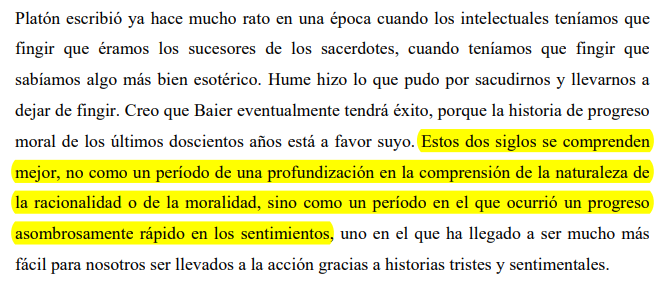 Platón escribió ya hace mucho rato en una época cuando los intelectuales teníamos que
fingir que éramos los sucesores de los sacerdotes, cuando teníamos que fingir que
sabíamos algo más bien esotérico. Hume hizo lo que pudo por sacudirnos y llevarnos a
dejar de fingir. Creo que Baier eventualmente tendrá éxito, porque la historia de progreso
moral de los últimos doscientos años está a favor suyo. Estos dos siglos se comprenden
mejor, no como un período de una profundización en la comprensión de la naturaleza de
la racionalidad o de la moralidad, sino como un período en el que ocurrió un progreso
asombrosamente rápido en los sentimientos, uno en el que ha llegado a ser mucho más
fácil para nosotros ser llevados a la acción gracias a historias tristes y sentimentales.